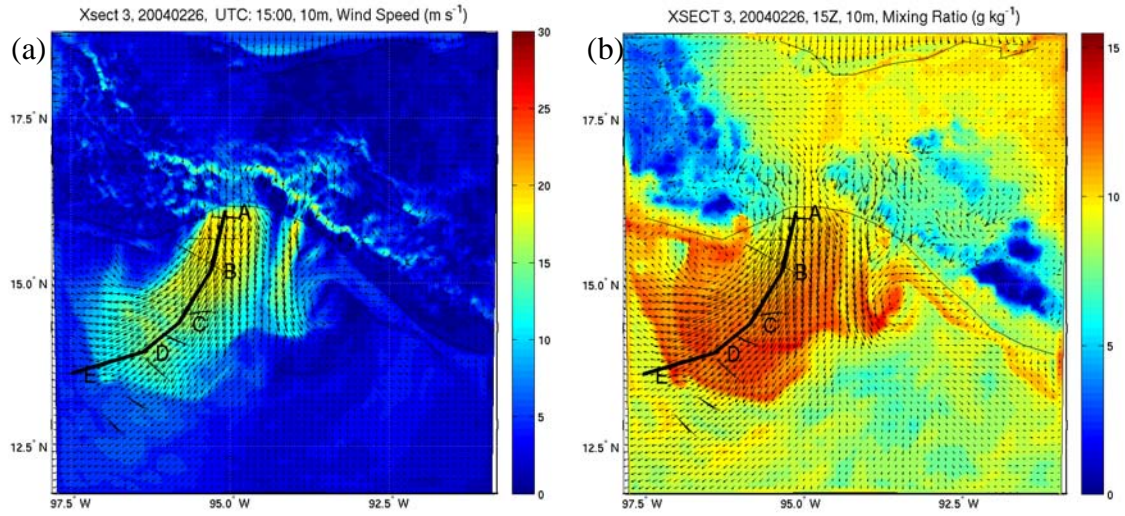 Xsect 3, 20040226, UTC: 15:00, 10m, Wind Speed (m s⁻¹)
(a)
17.5° N
15.0° N
12.5° N
97.5° W
95.0° W
92.5° W
A
B
C
D
E
30
25
20
15
10
5
0
XSECT 3, 20040226, 15Z, 10m, Mixing Ratio (g kg⁻¹)
(b)
17.5° N
15.0° N
12.5° N
97.5° W
95.0° W
92.5° W
A
B
C
D
E
15
10
5
0